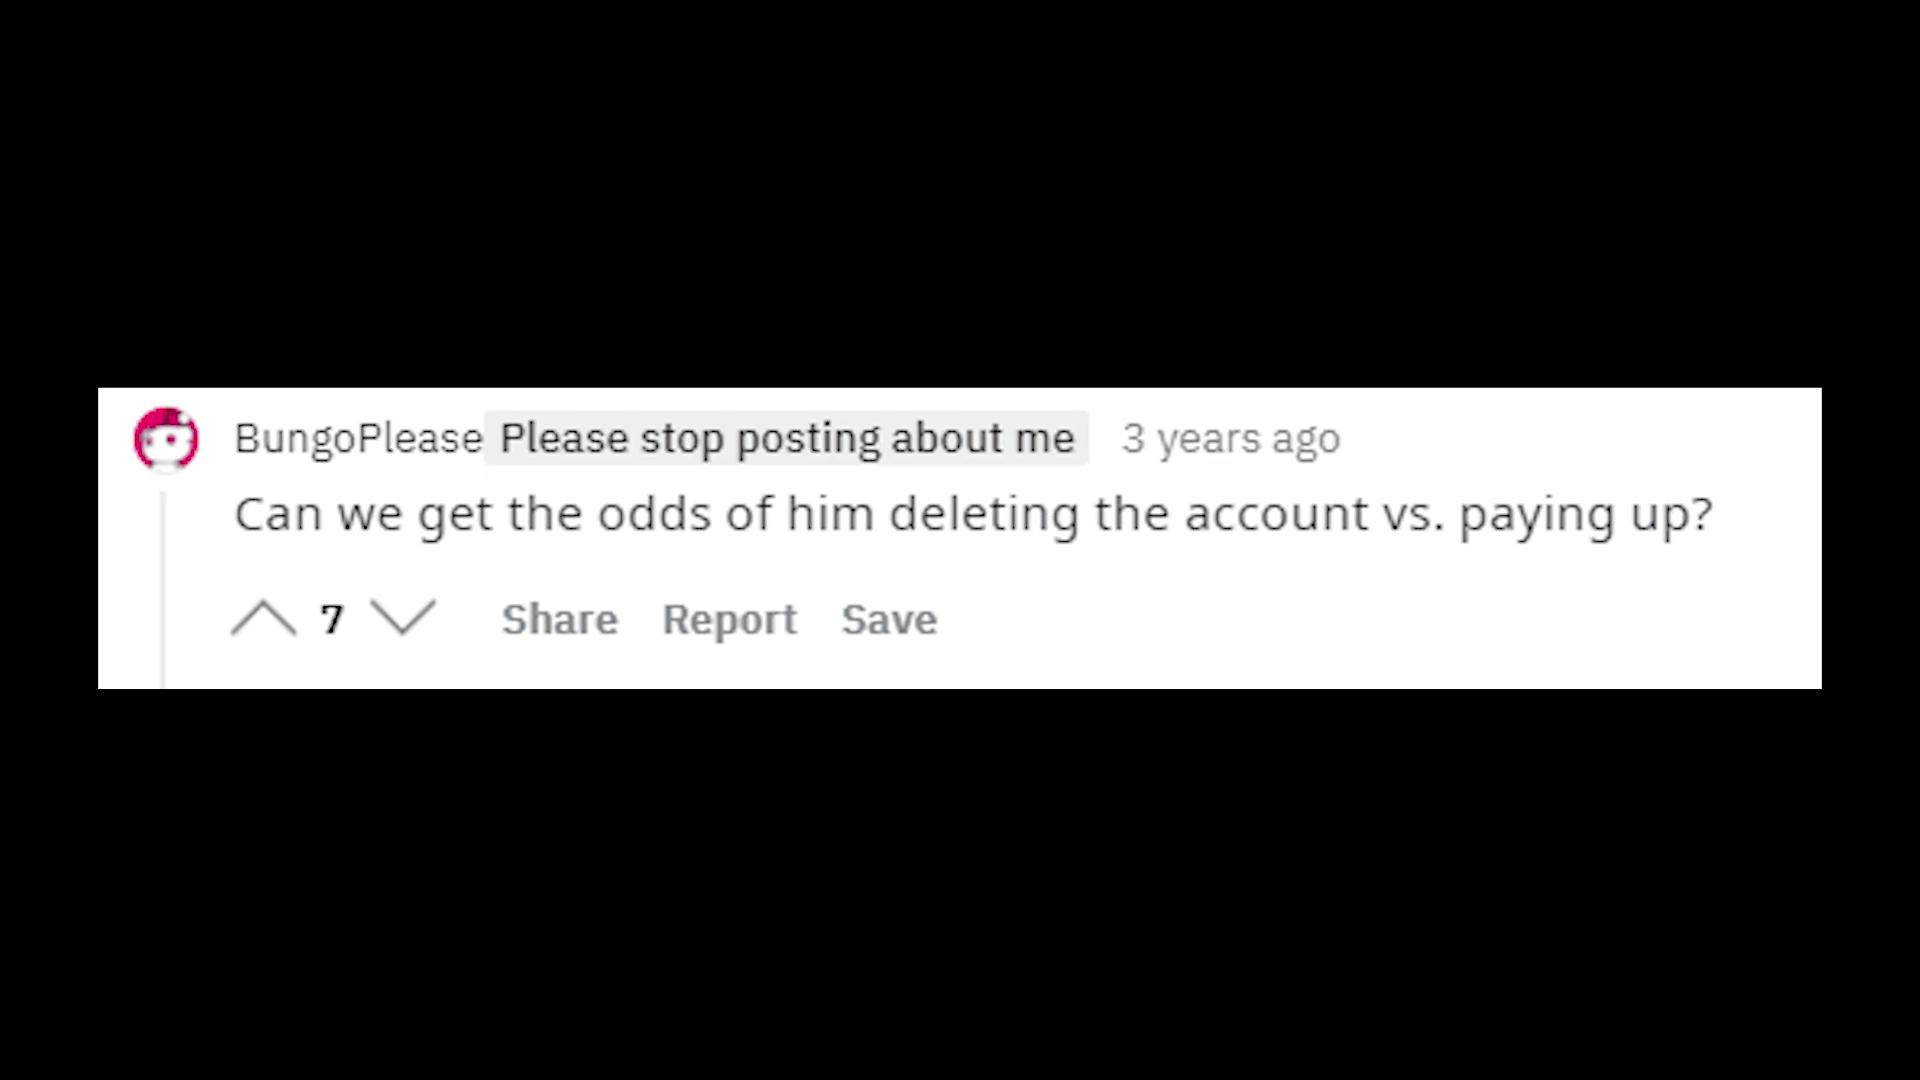 BungoPlease Please stop posting about me 3 years ago
Can we get the odds of him deleting the account vs. paying up?
7 Share Report Save